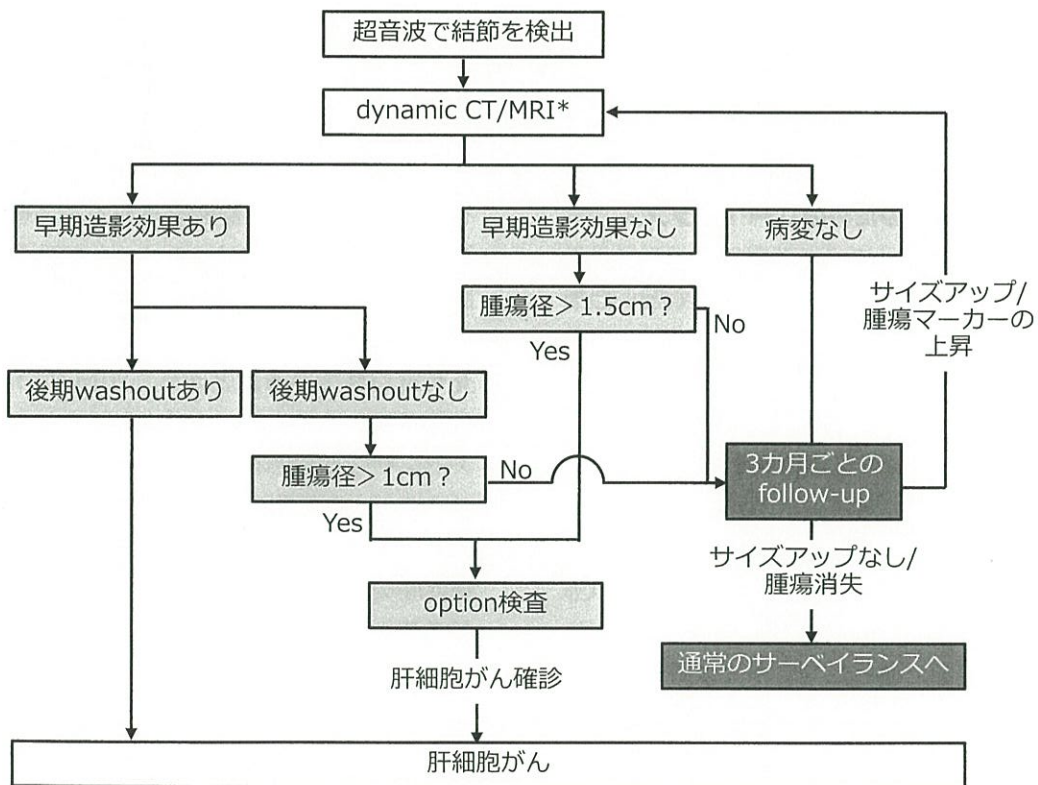 超音波で結節を検出
dynamic CT/MRI*
早期造影効果あり
早期造影効果なし
病変なし
腫瘍径＞1.5cm？
No
Yes
サイズアップ/
腫瘍マーカーの
上昇
後期washoutあり
後期washoutなし
腫瘍径＞1cm？
No
Yes
3カ月ごとの
follow-up
サイズアップなし/
腫瘍消失
option検査
通常のサーベイランスへ
肝細胞がん確診
肝細胞がん